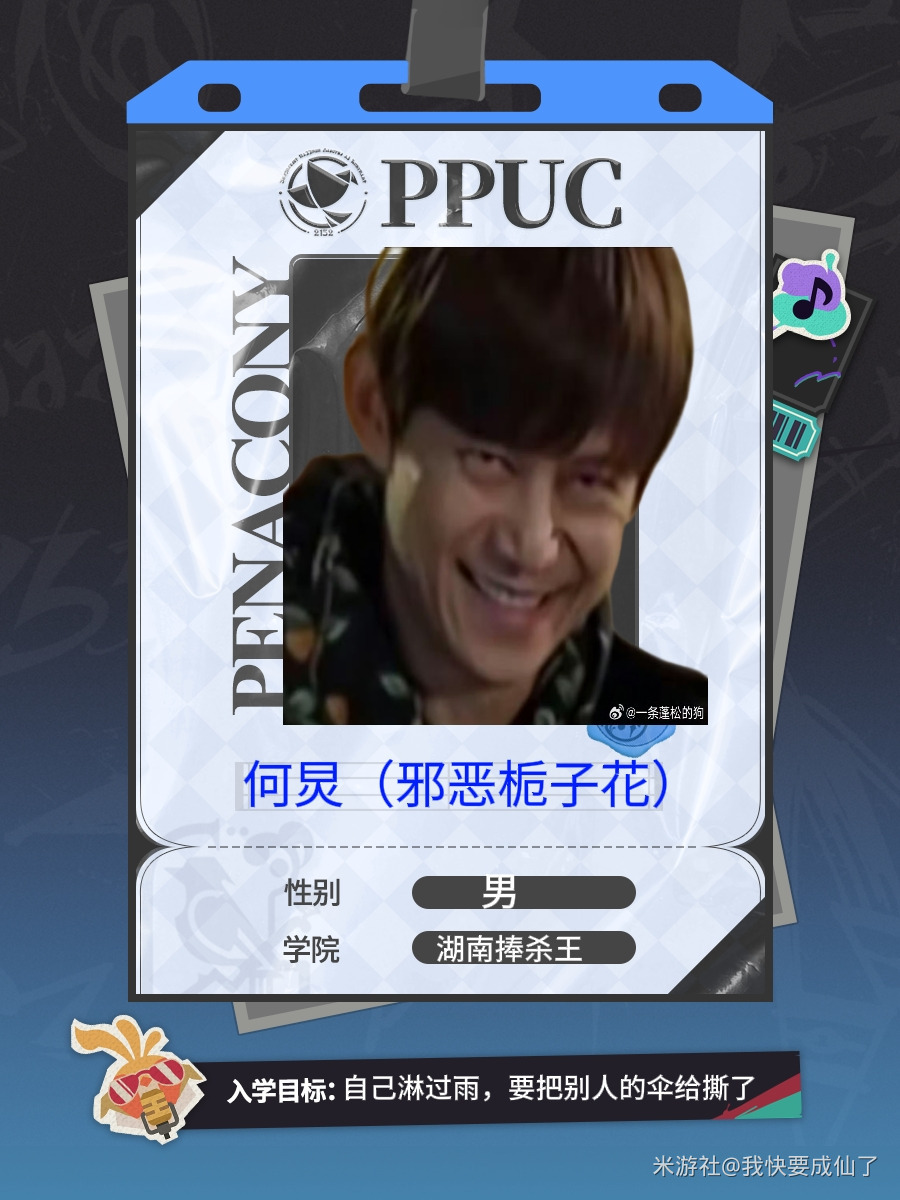 PPUC
2152
PENACONY
@一条蓬松的狗
何炅（邪恶栀子花）
性别 男
学院 湖南捧杀王
入学目标：自己淋过雨，要把别人的伞给撕了
米游社@我快要成仙了